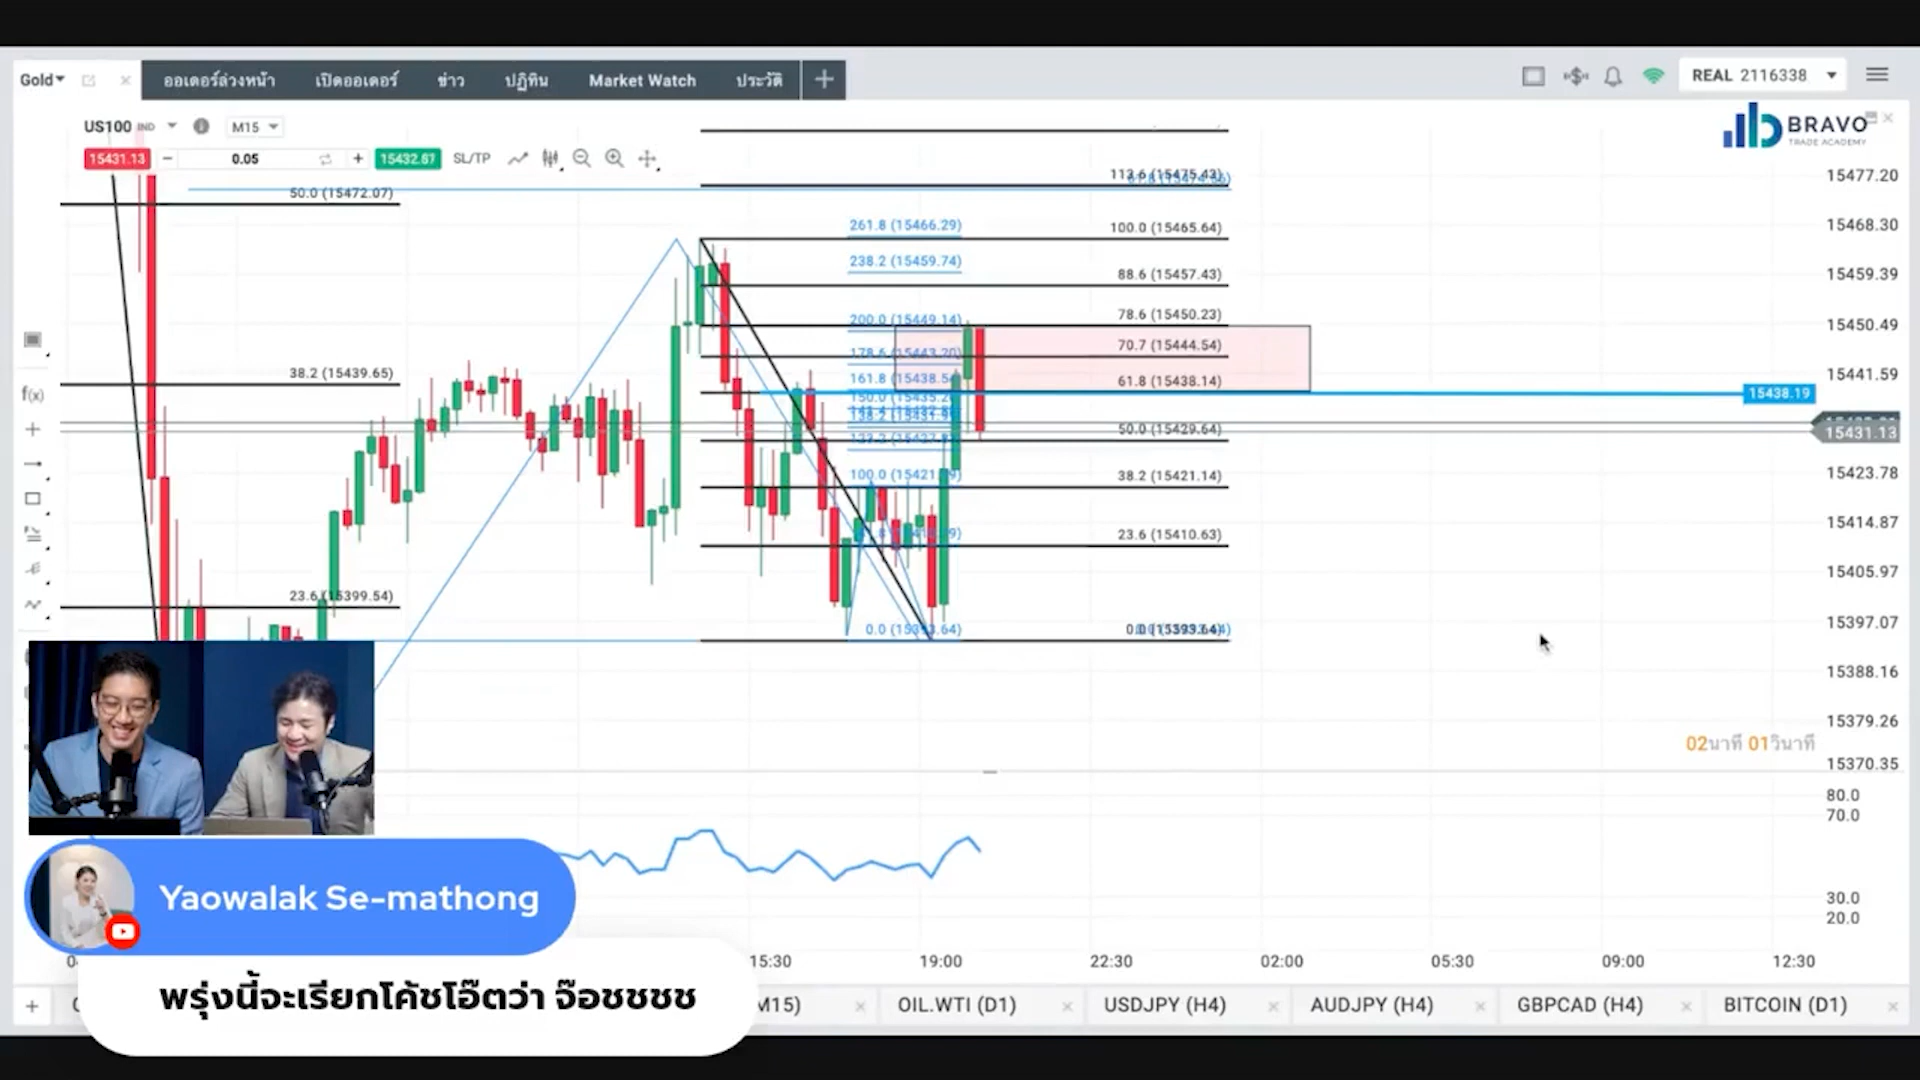 Gold
ออเดอร์ล่วงหน้า
เปิดออเดอร์
ข่าว
ปฏิทิน
Market Watch
ประวัติ
REAL 2116338
US100 IND
M15
BRAVO
TRADE ACADEMY
15431.13
0.05
15432.87
SL/TP
50.0 (15472.07)
38.2 (15439.65)
23.6 (15399.54)
113.6 (15475.43)
261.8 (15466.29)
100.0 (15465.64)
238.2 (15459.74)
88.6 (15457.43)
200.0 (15449.14)
78.6 (15450.23)
178.6 (15443.20)
70.7 (15444.54)
61.8 (15438.14)
50.0 (15429.64)
38.2 (15421.14)
23.6 (15410.63)
0.0 (15393.64)
15477.20
15468.30
15459.39
15450.49
15441.59
15438.19
15431.13
15423.78
15414.87
15405.97
15397.07
15388.16
15379.26
02นาที 01วินาที
15370.35
80.0
70.0
30.0
20.0
f(x)
Yaowalak Se-mathong
พรุ่งนี้จะเรียกโค้ชโอ๊ตว่า จ๊อชชชช
15:30
19:00
22:30
02:00
05:30
09:00
12:30
M15)
OIL.WTI (D1)
USDJPY (H4)
AUDJPY (H4)
GBPCAD (H4)
BITCOIN (D1)